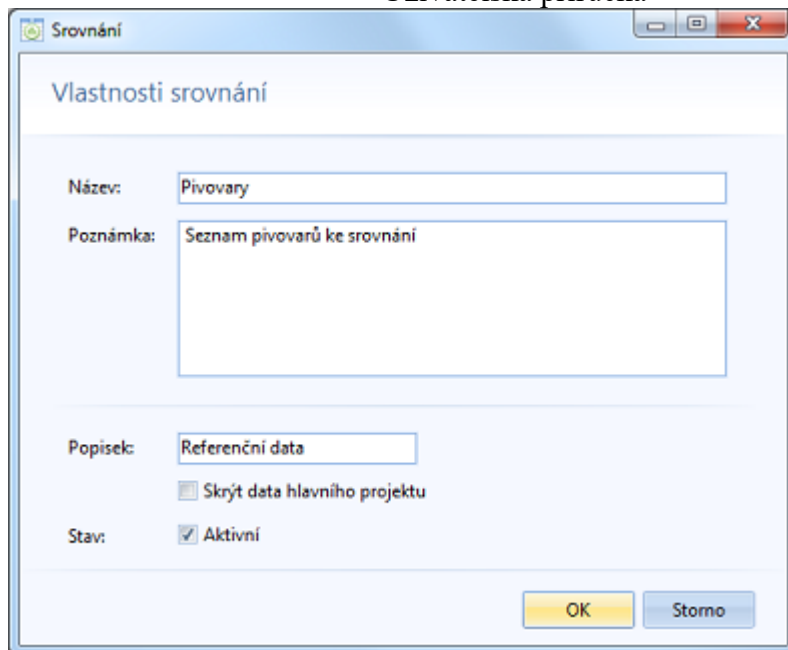 Srovnání
Vlastnosti srovnání
Název: Pivovary
Poznámka: Seznam pivovarů ke srovnání
Popisek: Referenční data
Skrýt data hlavního projektu
Stav: Aktivní
OK Storno